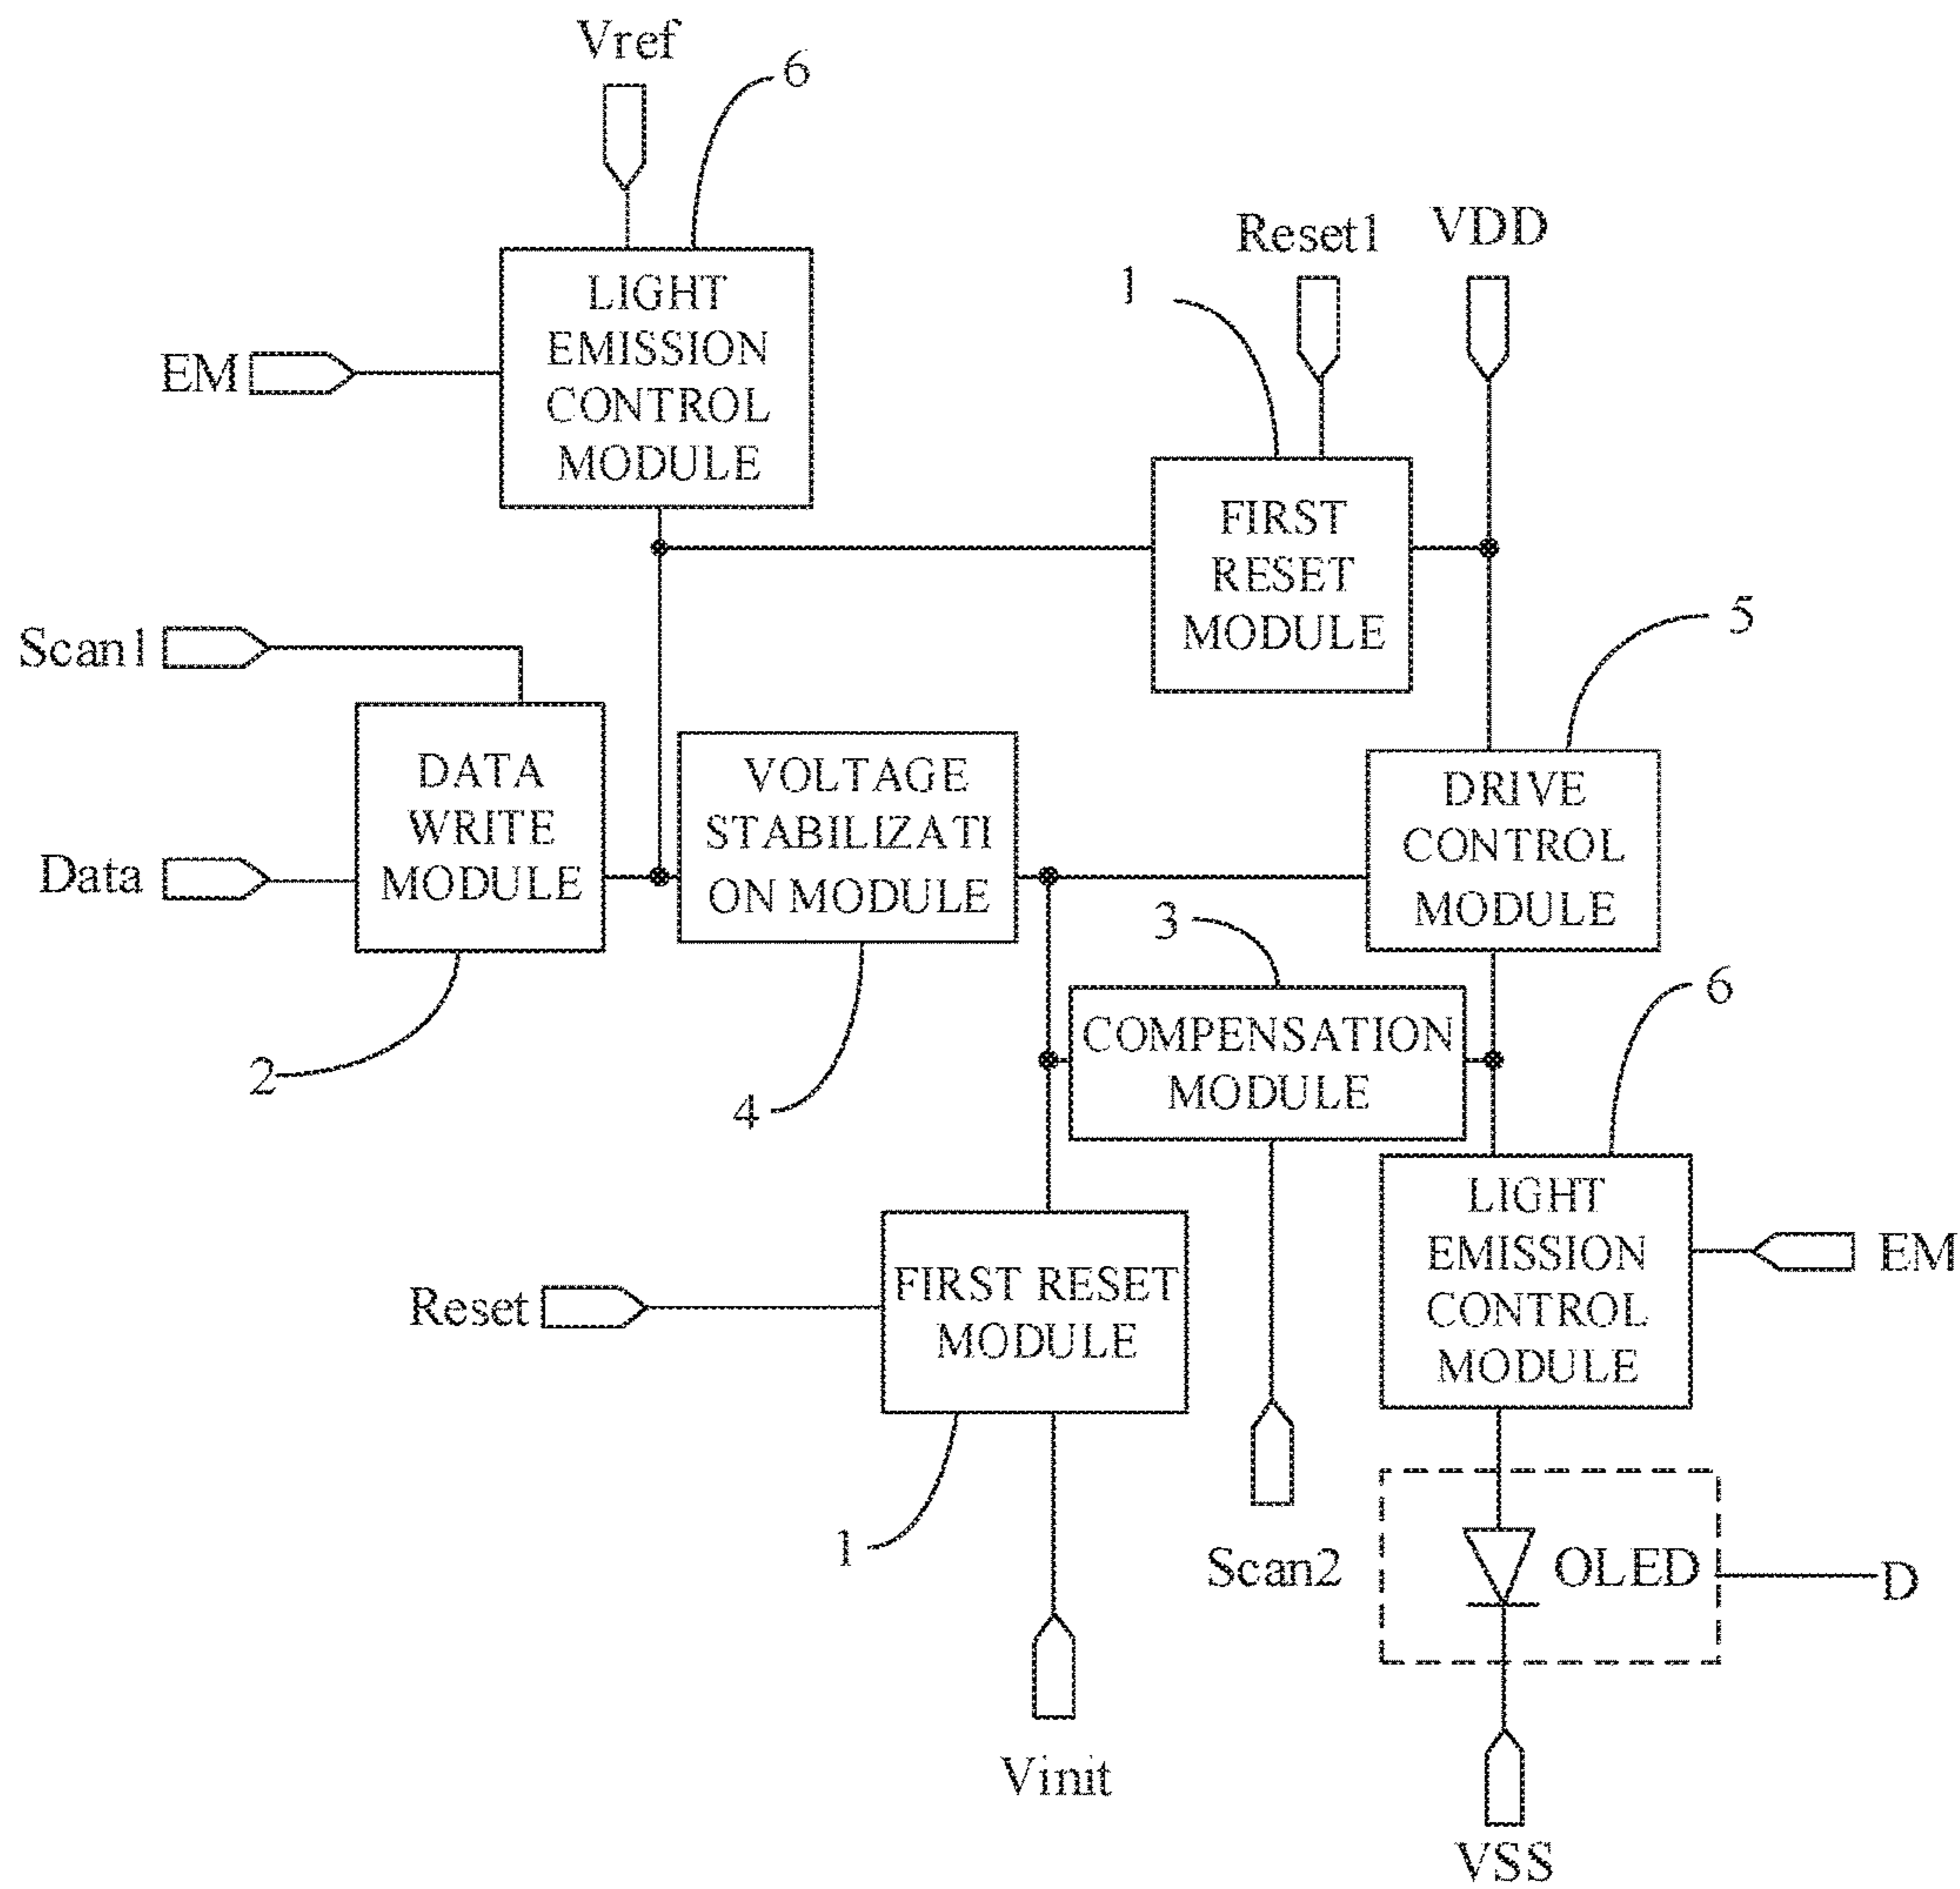 Vref
6
LIGHT
EMISSION
CONTROL
MODULE
EM
Reset1
VDD
1
FIRST
RESET
MODULE
Scan1
5
DATA
WRITE
MODULE
Data
VOLTAGE
STABILIZATI
ON MODULE
DRIVE
CONTROL
MODULE
3
2
4
COMPENSATION
MODULE
6
LIGHT
EMISSION
CONTROL
MODULE
EM
Reset
FIRST RESET
MODULE
1
Scan2
OLED
D
Vinit
VSS